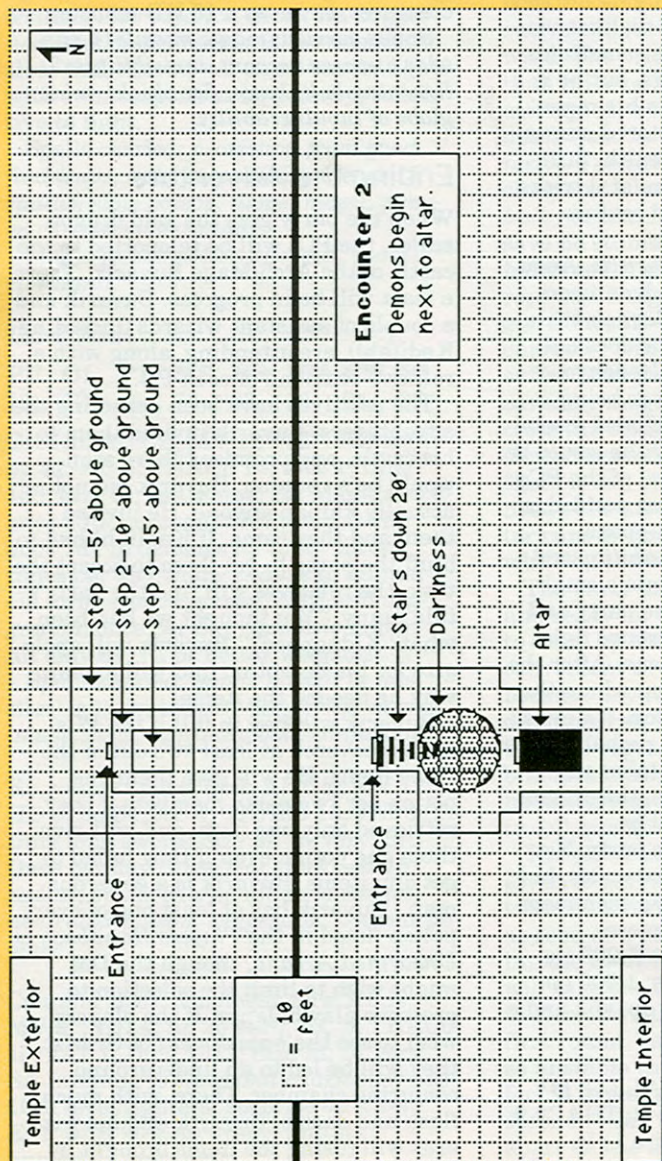 Temple Exterior
N
Entrance
Step 1–5′ above ground
Step 2–10′ above ground
Step 3–15′ above ground
= 10
feet
Encounter 2
Demons begin
next to altar.
Entrance
Stairs down 20′
Darkness
Altar
Temple Interior